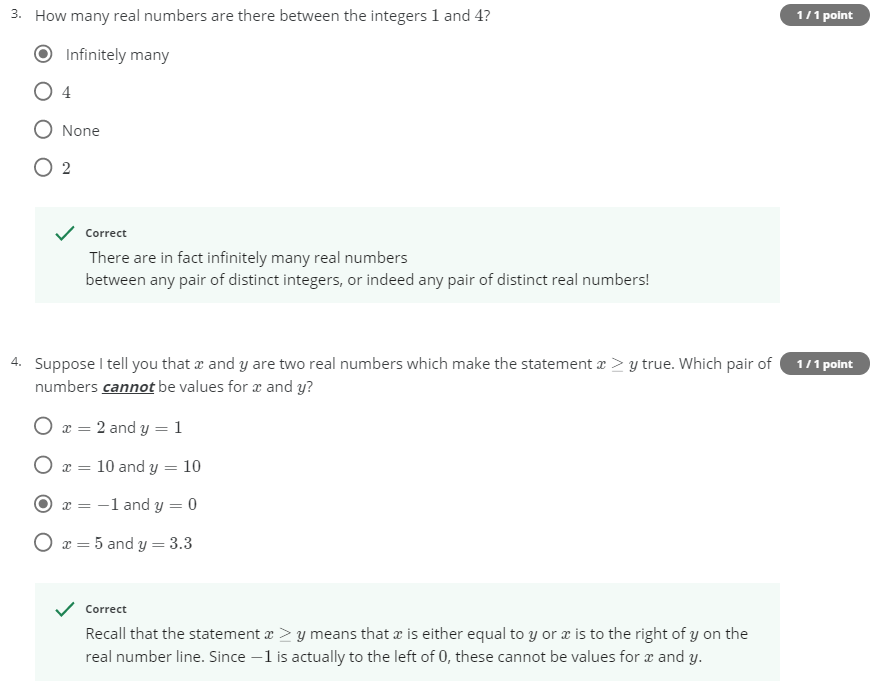 3. How many real numbers are there between the integers 1 and 4?
1 / 1 point
Infinitely many
4
None
2
Correct
There are in fact infinitely many real numbers
between any pair of distinct integers, or indeed any pair of distinct real numbers!
4. Suppose I tell you that x and y are two real numbers which make the statement x ≥ y true. Which pair of
1 / 1 point
numbers cannot be values for x and y?
x = 2 and y = 1
x = 10 and y = 10
x = −1 and y = 0
x = 5 and y = 3.3
Correct
Recall that the statement x ≥ y means that x is either equal to y or x is to the right of y on the
real number line. Since −1 is actually to the left of 0, these cannot be values for x and y.